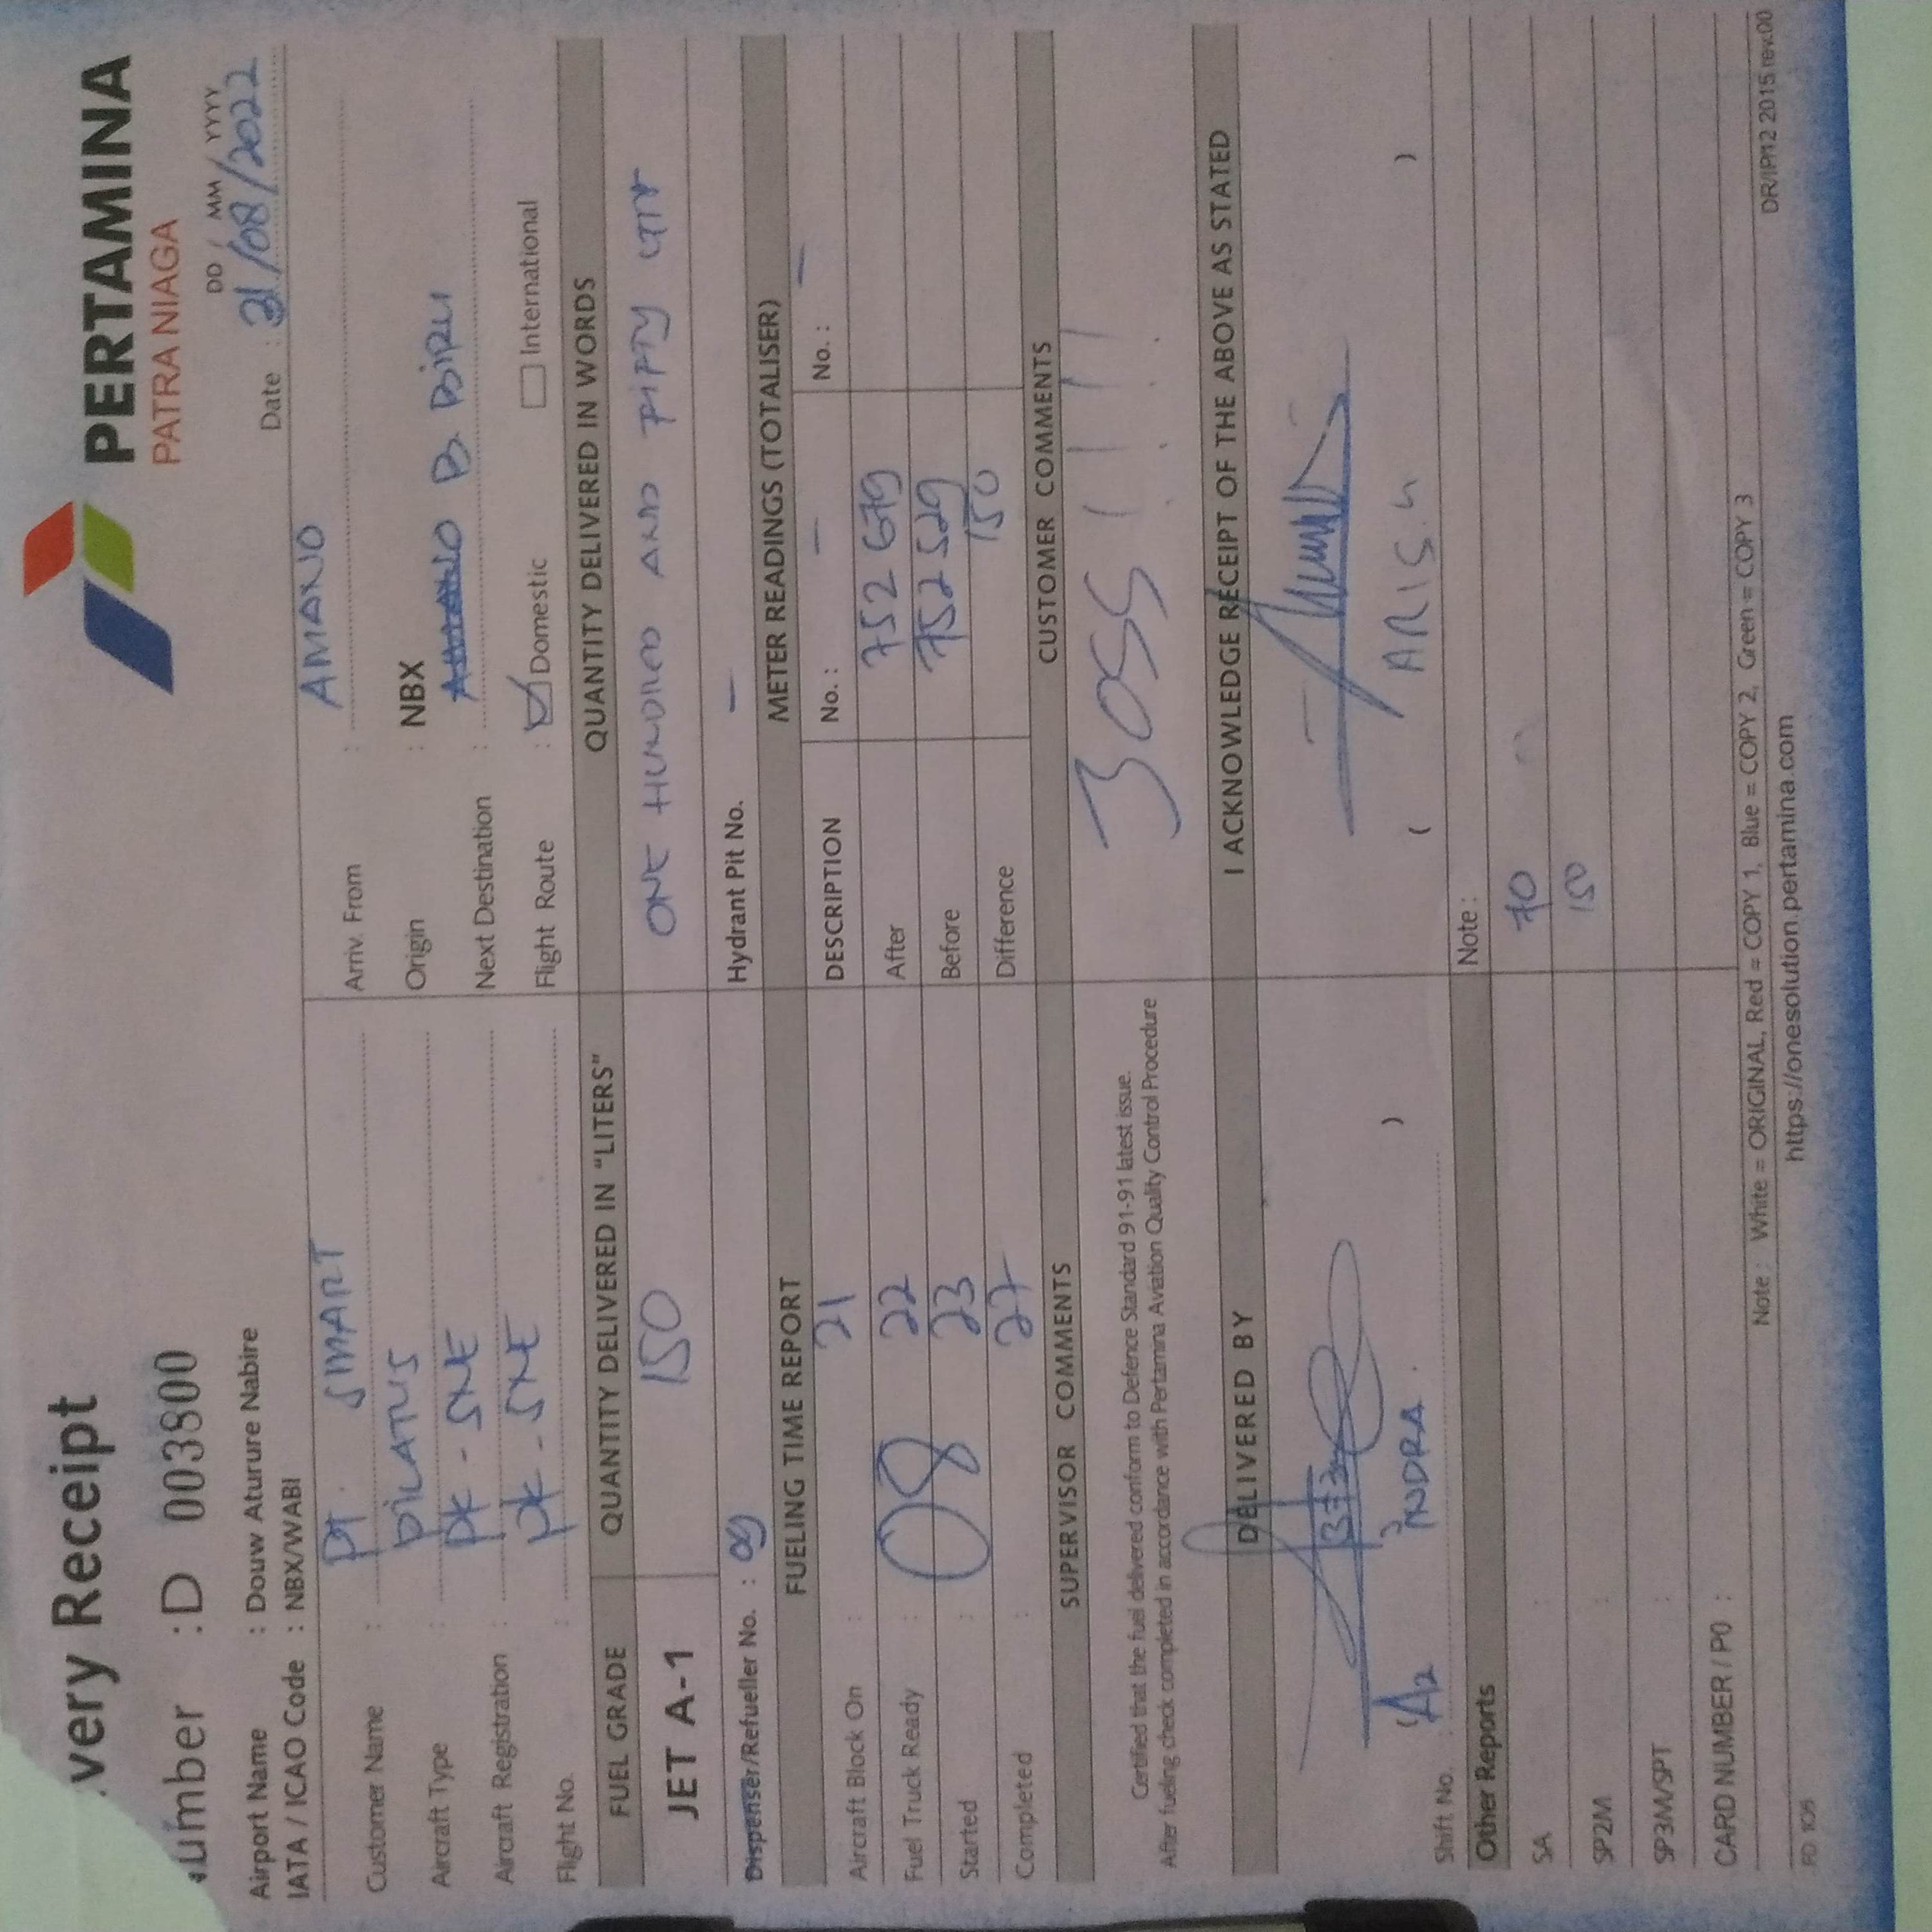 very Receipt
PERTAMINA
PATRA NIAGA
Number : D 003800
DD / MM / YYYY
Date : 21/08/2022
Airport Name : Douw Aturure Nabire
IATA / ICAO Code : NBX/WABI
Customer Name : PT. SMART
Aircraft Type : PILATUS
Aircraft Registration : PK - SNE
Flight No. : PK - SNE
Arriv. From : AMANO
Origin : NBX
Next Destination : B. BIRU
Flight Route : Domestic International
FUEL GRADE
QUANTITY DELIVERED IN "LITERS"
QUANTITY DELIVERED IN WORDS
JET A-1
150
ONE HUNDRED AND FIFTY LTR
Dispenser/Refueller No. : 09
Hydrant Pit No. –
FUELING TIME REPORT
METER READINGS (TOTALISER)
Aircraft Block On : 21
Fuel Truck Ready : 22
Started : 08 23
Completed : 27
DESCRIPTION No. : – No. : –
After 752 679
Before 752 529
Difference 150
SUPERVISOR COMMENTS
CUSTOMER COMMENTS
Certified that the fuel delivered conform to Defence Standard 91-91 latest issue.
After fueling check completed in accordance with Pertamina Aviation Quality Control Procedure
DELIVERED BY
I ACKNOWLEDGE RECEIPT OF THE ABOVE AS STATED
INDRA.
( )
( ARIS.H )
Shift No. :
Other Reports
Note :
SA : 70
SP2M : 150
SP3M/SPT :
CARD NUMBER / PO :
Note : White = ORIGINAL, Red = COPY 1, Blue = COPY 2, Green = COPY 3
FO 105
https://onesolution.pertamina.com
DR/IP/12 2015 rev.00